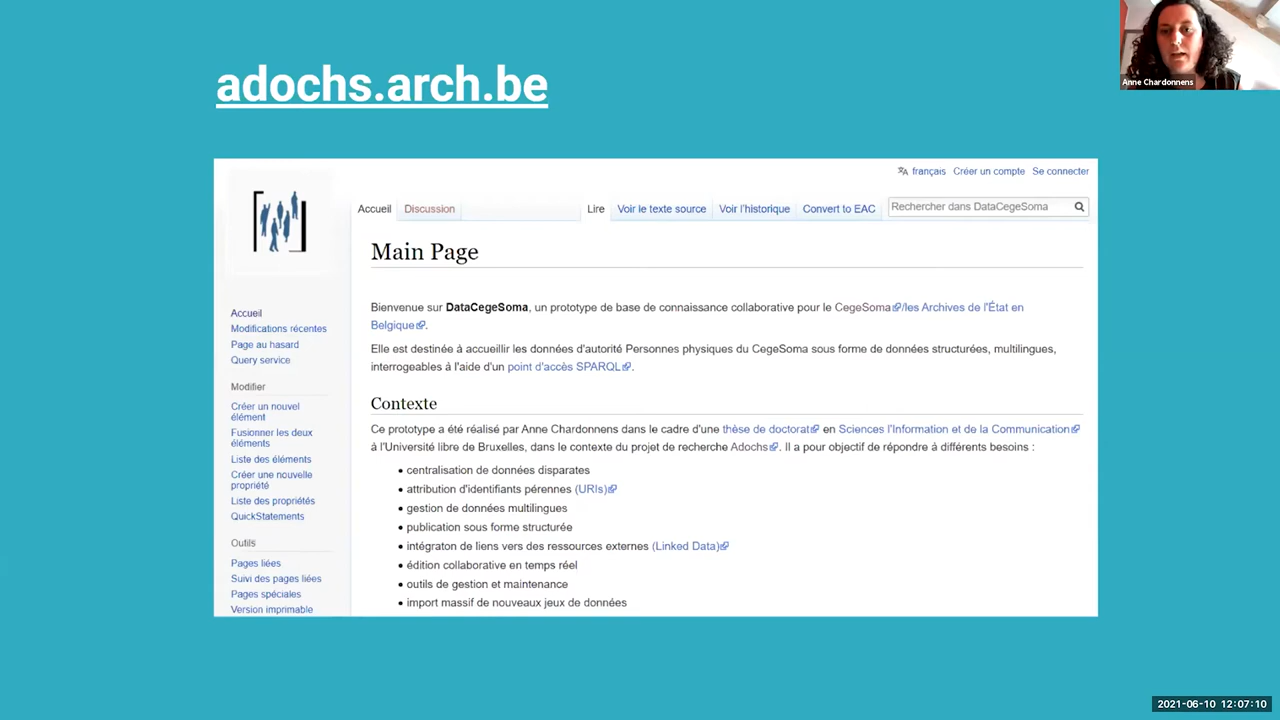 adochs.arch.be
Anne Chardonnens
français Créer un compte Se connecter
Accueil Discussion Lire Voir le texte source Voir l'historique Convert to EAC Rechercher dans DataCegeSoma
Main Page
Bienvenue sur DataCegeSoma, un prototype de base de connaissance collaborative pour le CegeSoma/les Archives de l'État en
Belgique.
Elle est destinée à accueillir les données d'autorité Personnes physiques du CegeSoma sous forme de données structurées, multilingues,
interrogeables à l'aide d'un point d'accès SPARQL.
Contexte
Ce prototype a été réalisé par Anne Chardonnens dans le cadre d'une thèse de doctorat en Sciences l'Information et de la Communication
à l'Université libre de Bruxelles, dans le contexte du projet de recherche Adochs. Il a pour objectif de répondre à différents besoins :
• centralisation de données disparates
• attribution d'identifiants pérennes (URIs)
• gestion de données multilingues
• publication sous forme structurée
• intégraton de liens vers des ressources externes (Linked Data)
• édition collaborative en temps réel
• outils de gestion et maintenance
• import massif de nouveaux jeux de données
Accueil
Modifications récentes
Page au hasard
Query service
Modifier
Créer un nouvel
élément
Fusionner les deux
éléments
Liste des éléments
Créer une nouvelle
propriété
Liste des propriétés
QuickStatements
Outils
Pages liées
Suivi des pages liées
Pages spéciales
Version imprimable
2021-06-10 12:07:10